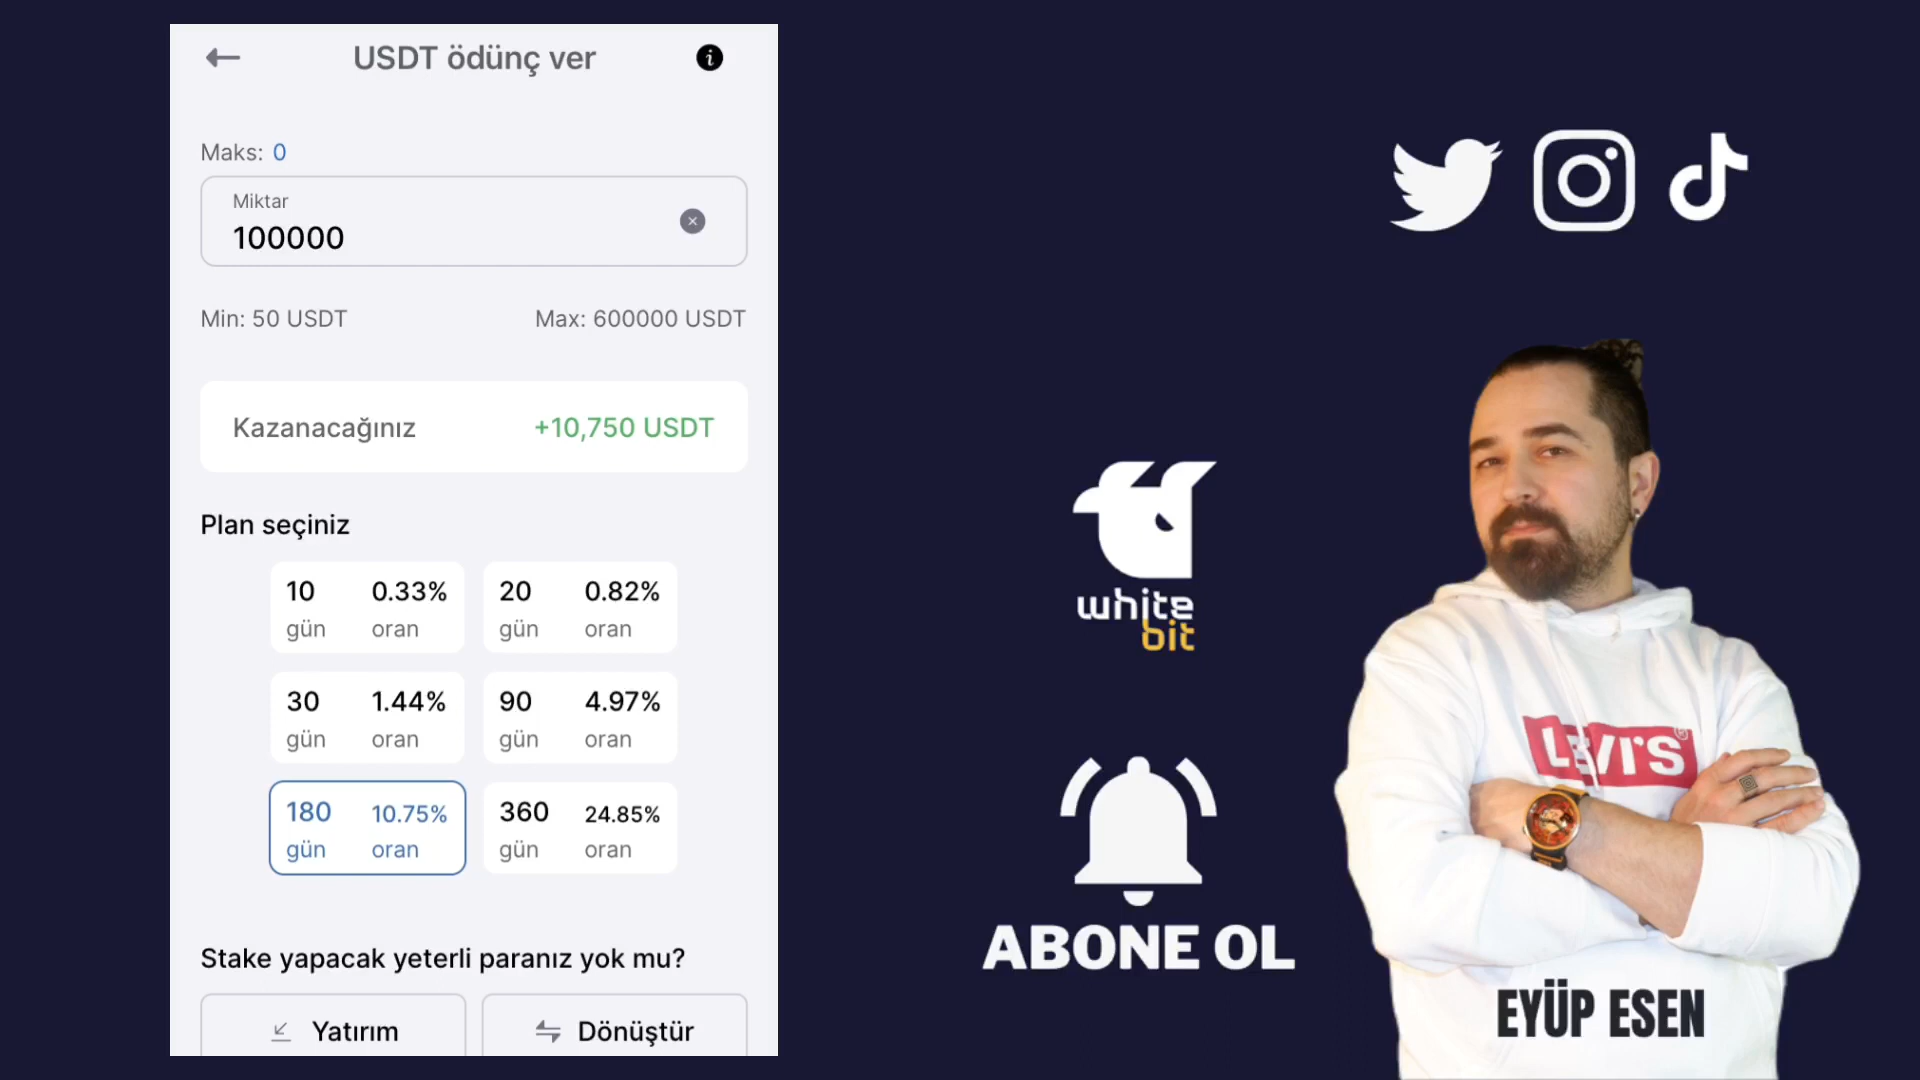 USDT ödünç ver
Maks: 0
Miktar
100000
Min: 50 USDT
Max: 600000 USDT
Kazanacağınız
+10,750 USDT
Plan seçiniz
10 0.33%
gün oran
20 0.82%
gün oran
30 1.44%
gün oran
90 4.97%
gün oran
180 10.75%
gün oran
360 24.85%
gün oran
Stake yapacak yeterli paranız yok mu?
Yatırım
Dönüştür
white
bit
ABONE OL
LEVI'S®
EYÜP ESEN